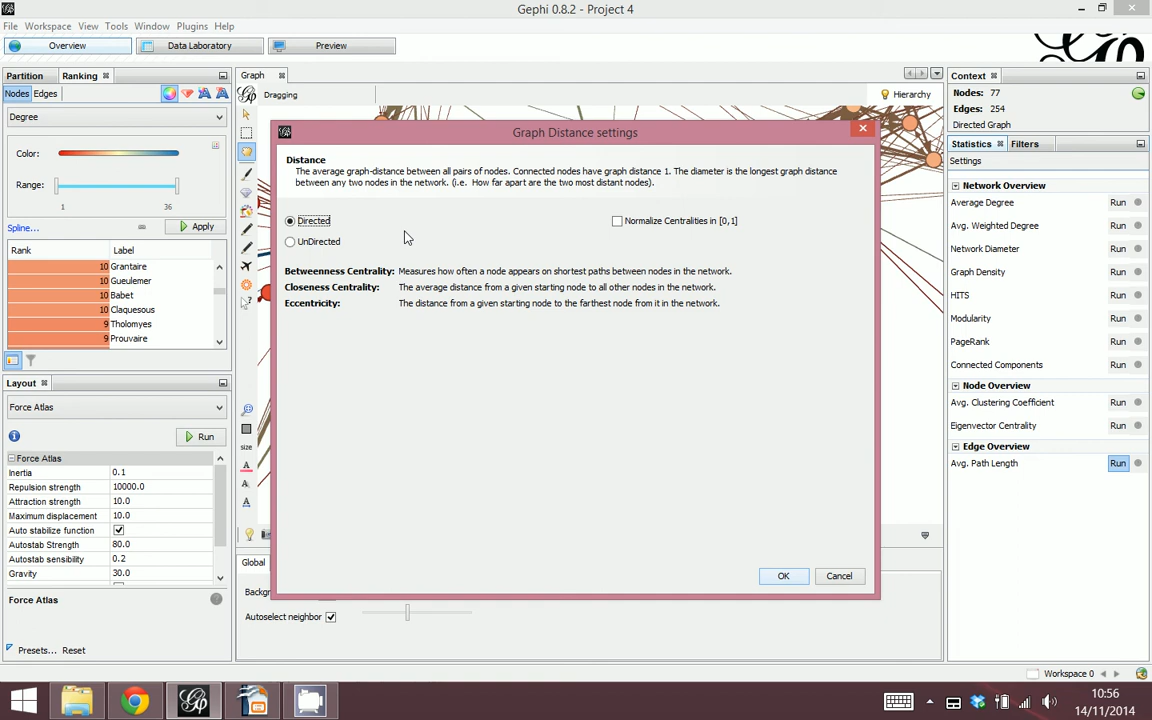 Gephi 0.8.2 - Project 4
File Workspace View Tools Window Plugins Help
Overview Data Laboratory Preview
Partition Ranking
Nodes Edges
Degree
Color:
Range:
1 36
Spline... Apply
Rank Label
10 Grantaire
10 Gueulemer
10 Babet
10 Claquesous
9 Tholomyes
9 Prouvaire
Layout
Force Atlas
Run
Force Atlas
Inertia 0.1
Repulsion strength 10000.0
Attraction strength 10.0
Maximum displacement 10.0
Auto stabilize function
Autostab Strength 80.0
Autostab sensibility 0.2
Gravity 30.0
Force Atlas
Presets... Reset
Graph
Dragging
Hierarchy
Graph Distance settings
Distance
The average graph-distance between all pairs of nodes. Connected nodes have graph distance 1. The diameter is the longest graph distance
between any two nodes in the network. (i.e. How far apart are the two most distant nodes).
Directed
Normalize Centralities in [0,1]
UnDirected
Betweenness Centrality: Measures how often a node appears on shortest paths between nodes in the network.
Closeness Centrality: The average distance from a given starting node to all other nodes in the network.
Eccentricity: The distance from a given starting node to the farthest node from it in the network.
OK Cancel
size
A
A
A
Global
Autoselect neighbor
Context
Nodes: 77
Edges: 254
Directed Graph
Statistics Filters
Settings
Network Overview
Average Degree Run
Avg. Weighted Degree Run
Network Diameter Run
Graph Density Run
HITS Run
Modularity Run
PageRank Run
Connected Components Run
Node Overview
Avg. Clustering Coefficient Run
Eigenvector Centrality Run
Edge Overview
Avg. Path Length Run
Workspace 0
10:56
14/11/2014